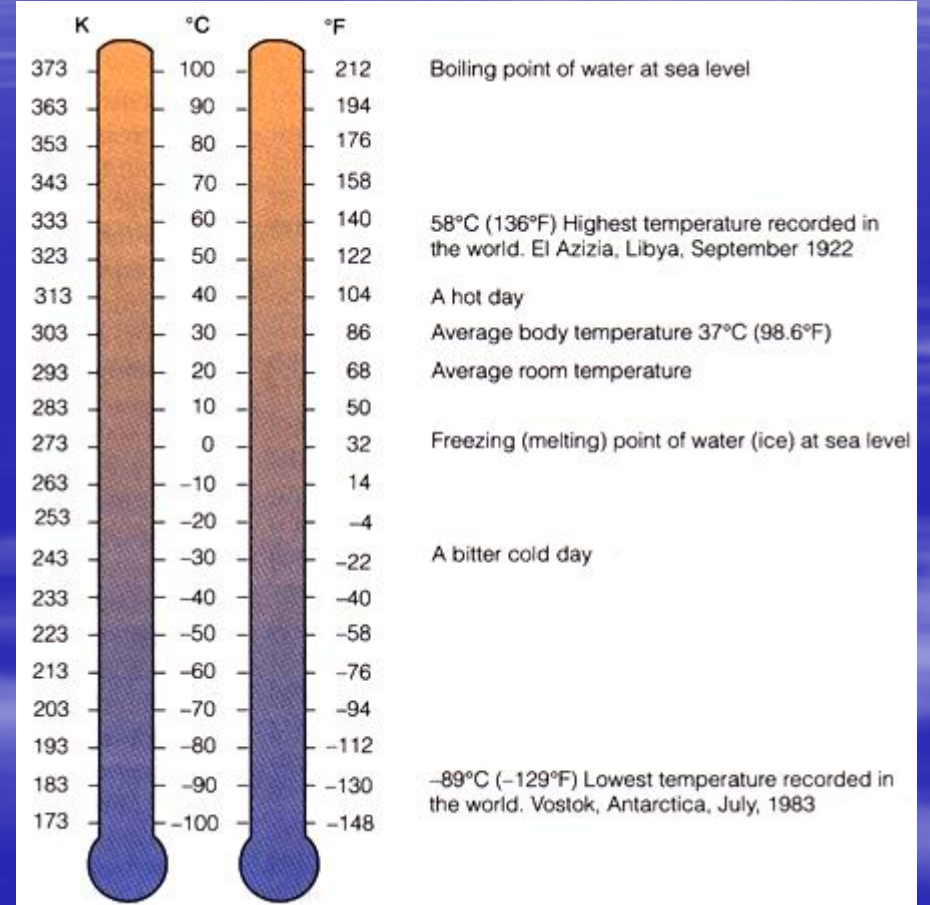 K °C °F
373 100 212 Boiling point of water at sea level
363 90 194
353 80 176
343 70 158
333 60 140 58°C (136°F) Highest temperature recorded in
the world. El Azizia, Libya, September 1922
323 50 122
313 40 104 A hot day
303 30 86 Average body temperature 37°C (98.6°F)
293 20 68 Average room temperature
283 10 50
273 0 32 Freezing (melting) point of water (ice) at sea level
263 –10 14
253 –20 –4
243 –30 –22 A bitter cold day
233 –40 –40
223 –50 –58
213 –60 –76
203 –70 –94
193 –80 –112
183 –90 –130 –89°C (–129°F) Lowest temperature recorded in
the world. Vostok, Antarctica, July, 1983
173 –100 –148